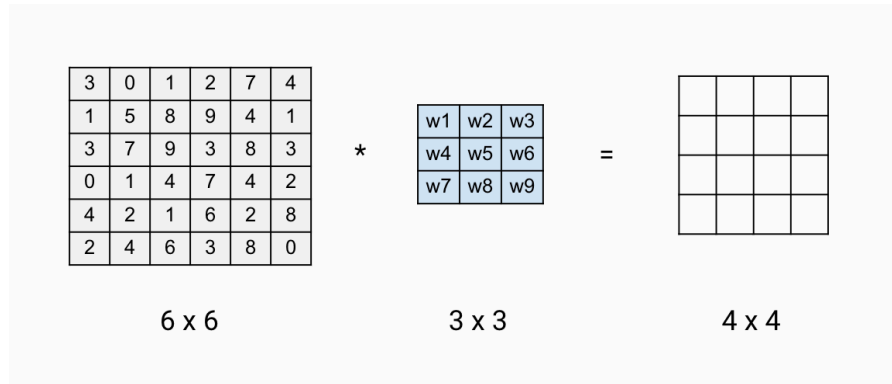 3 0 1 2 7 4
1 5 8 9 4 1
3 7 9 3 8 3
0 1 4 7 4 2
4 2 1 6 2 8
2 4 6 3 8 0
*
w1 w2 w3
w4 w5 w6
w7 w8 w9
=
6 x 6
3 x 3
4 x 4